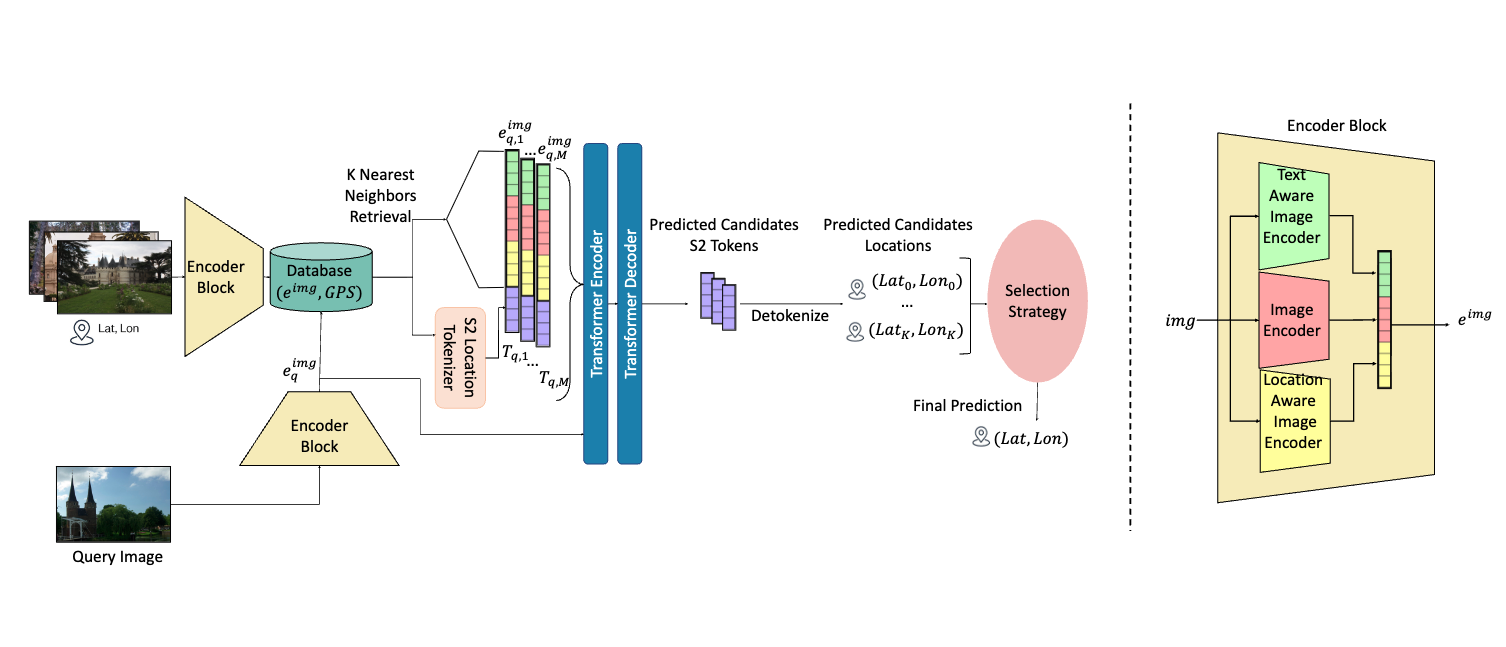 Lat, Lon
Encoder
Block
Database
(e^{img}, GPS)
e_q^{img}
Encoder
Block
Query Image
K Nearest
Neighbors
Retrieval
e_{q,1}^{img}
... e_{q,M}^{img}
S2 Location
Tokenizer
T_{q,1}...
T_{q,M}
Transformer Encoder
Transformer Decoder
Predicted Candidates
S2 Tokens
Detokenize
Predicted Candidates
Locations
(Lat_0, Lon_0)
...
(Lat_K, Lon_K)
Selection
Strategy
Final Prediction
(Lat, Lon)
Encoder Block
Text
Aware
Image
Encoder
Image
Encoder
Location
Aware
Image
Encoder
img
e^{img}